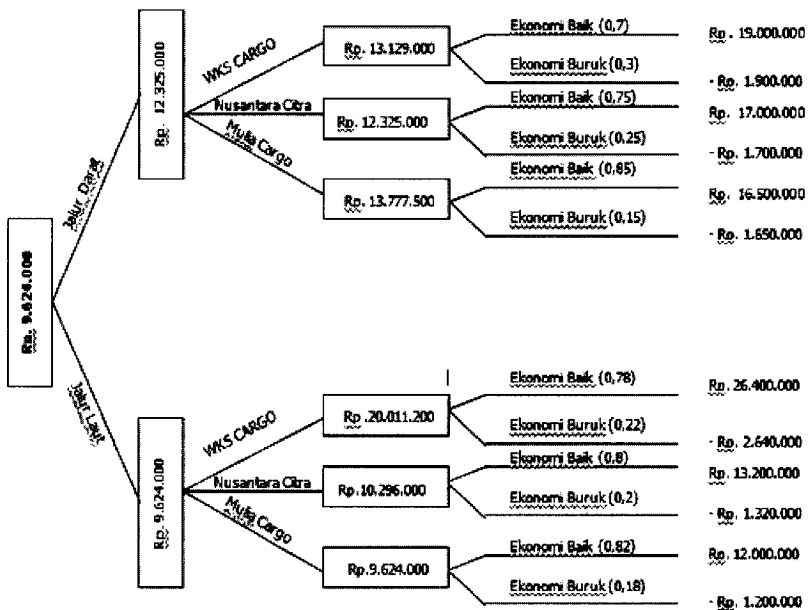 Rp. 9.624.000
Jalur Darat
Rp. 12.325.000
WKS CARGO
Rp. 13.129.000
Ekonomi Baik (0,7)
Rp. 19.000.000
Ekonomi Buruk (0,3)
- Rp. 1.900.000
Nusantara Citra
Rp. 12.325.000
Ekonomi Baik (0,75)
Rp. 17.000.000
Ekonomi Buruk (0,25)
- Rp. 1.700.000
Mulia Cargo
Rp. 13.777.500
Ekonomi Baik (0,85)
Rp. 16.500.000
Ekonomi Buruk (0,15)
- Rp. 1.650.000
Jalur Laut
Rp. 9.624.000
WKS CARGO
Rp .20.011.200
Ekonomi Baik (0,78)
Rp. 26.400.000
Ekonomi Buruk (0,22)
- Rp. 2.640.000
Nusantara Citra
Rp.10.296.000
Ekonomi Baik (0,8)
Rp. 13.200.000
Ekonomi Buruk (0,2)
- Rp. 1.320.000
Mulia Cargo
Rp.9.624.000
Ekonomi Baik (0,82)
Rp. 12.000.000
Ekonomi Buruk (0,18)
- Rp. 1.200.000